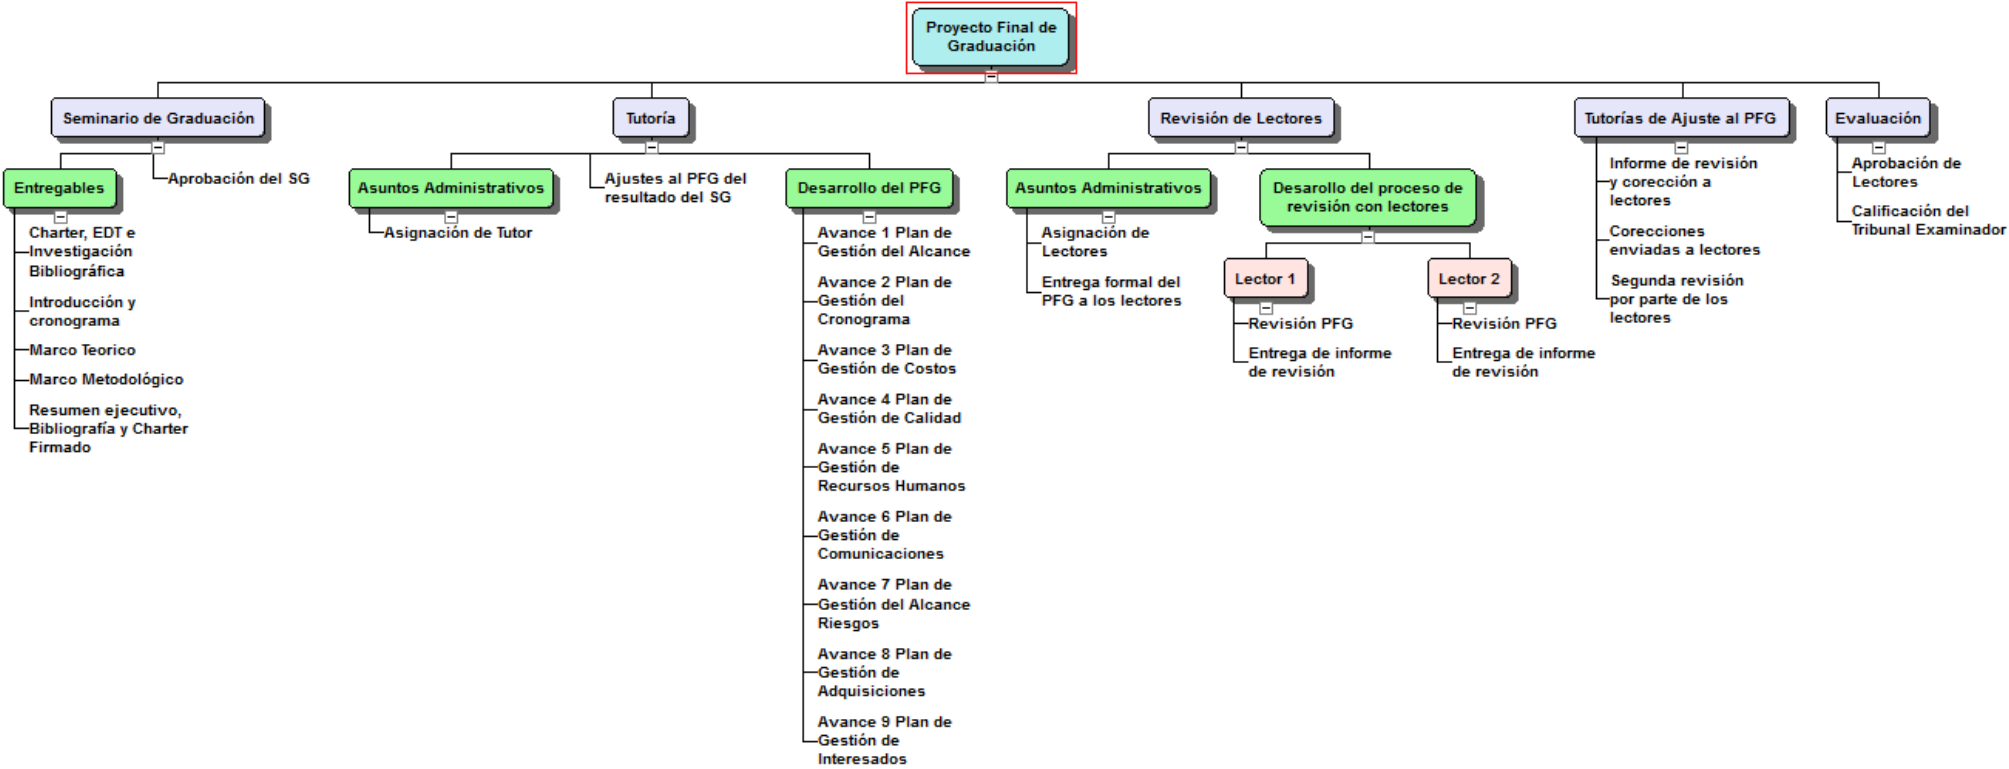 Proyecto Final de
Graduación
Seminario de Graduación
Entregables
Charter, EDT e
Investigación
Bibliográfica
Introducción y
cronograma
Marco Teorico
Marco Metodológico
Resumen ejecutivo,
Bibliografía y Charter
Firmado
Aprobación del SG
Tutoría
Asuntos Administrativos
Asignación de Tutor
Ajustes al PFG del
resultado del SG
Desarrollo del PFG
Avance 1 Plan de
Gestión del Alcance
Avance 2 Plan de
Gestión del
Cronograma
Avance 3 Plan de
Gestión de Costos
Avance 4 Plan de
Gestión de Calidad
Avance 5 Plan de
Gestión de
Recursos Humanos
Avance 6 Plan de
Gestión de
Comunicaciones
Avance 7 Plan de
Gestión del Alcance
Riesgos
Avance 8 Plan de
Gestión de
Adquisiciones
Avance 9 Plan de
Gestión de
Interesados
Revisión de Lectores
Asuntos Administrativos
Asignación de
Lectores
Entrega formal del
PFG a los lectores
Desarollo del proceso de
revisión con lectores
Lector 1
Revisión PFG
Entrega de informe
de revisión
Lector 2
Revisión PFG
Entrega de informe
de revisión
Tutorías de Ajuste al PFG
Informe de revisión
y corección a
lectores
Corecciones
enviadas a lectores
Segunda revisión
por parte de los
lectores
Evaluación
Aprobación de
Lectores
Calificación del
Tribunal Examinador